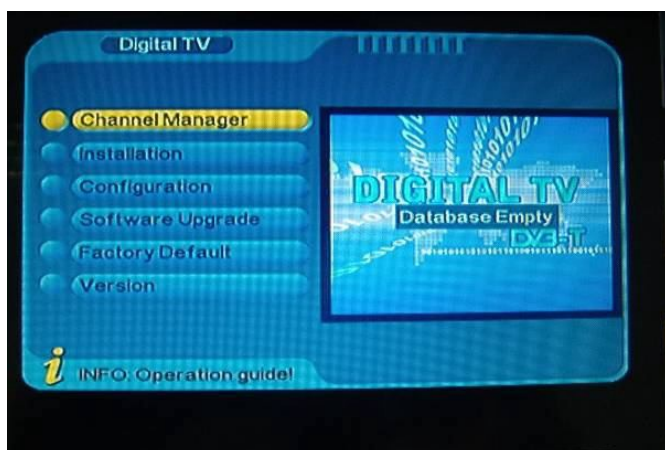 Digital TV
Channel Manager
Installation
Configuration
Software Upgrade
Factory Default
Version
DIGITAL TV
Database Empty
DVB-T
INFO: Operation guide!